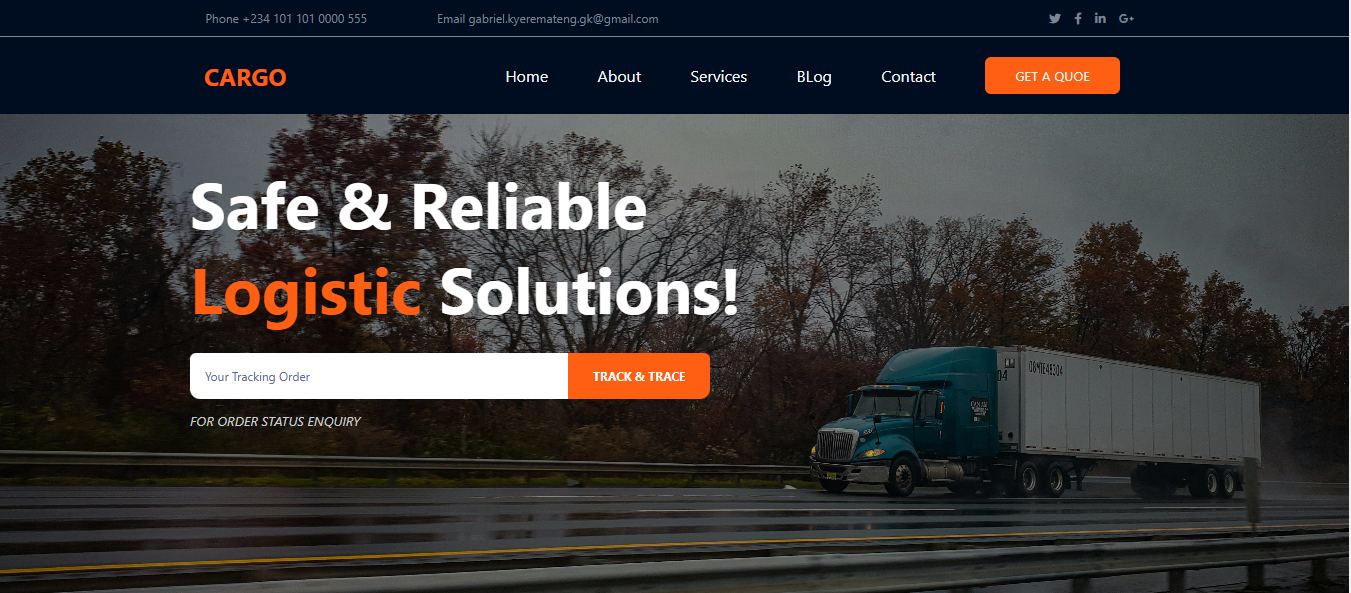 Phone +234 101 101 0000 555 Email gabriel.kyeremateng.gk@gmail.com
CARGO Home About Services BLog Contact GET A QUOE
Safe & Reliable
Logistic Solutions!
Your Tracking Order TRACK & TRACE
FOR ORDER STATUS ENQUIRY